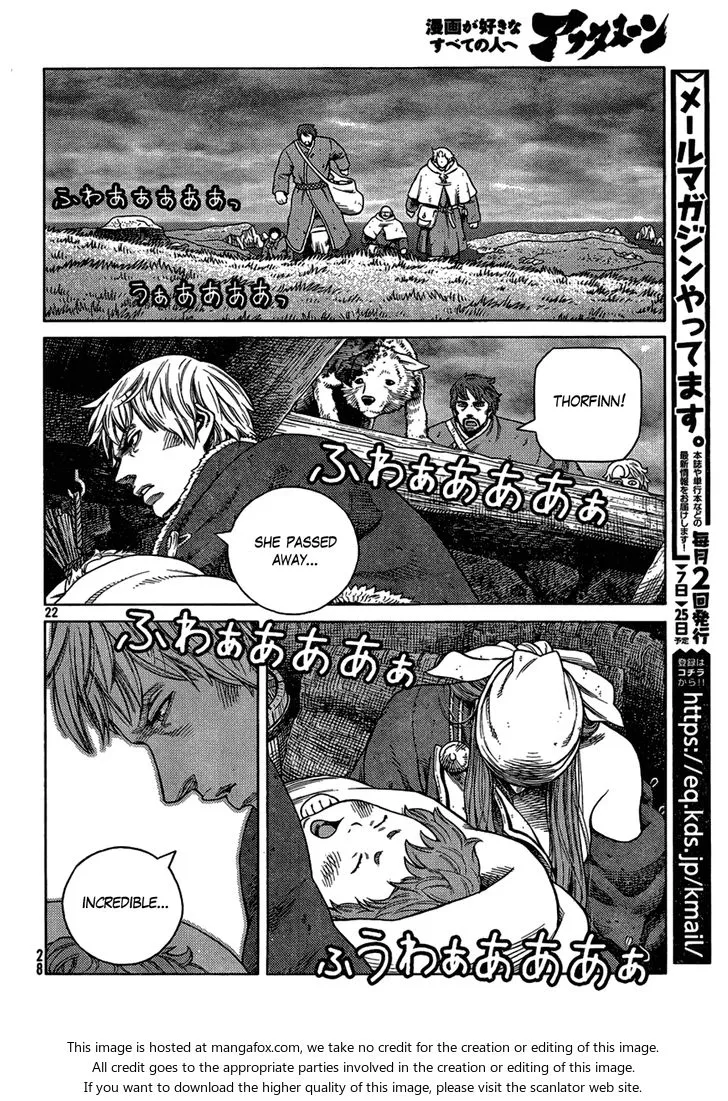 漫画が好きな
すべての人へ
アフタヌーン
メールマガジンやってます。
本誌や単行本などの
最新情報をお届けします!
毎月2回発行
▼7日▼25日予定
登録は
コチラ
から!!
https://eq.kds.jp/kmail/
ふわぁあぁあぁあっ
うぁああああっ
THORFINN!
ふわぁぁああああぁ
SHE PASSED
AWAY...
22
ふわぁああああぁ
INCREDIBLE...
ふうわぁぁあああぁ
28
This image is hosted at mangafox.com, we take no credit for the creation or editing of this image.
All credit goes to the appropriate parties involved in the creation or editing of this image.
If you want to download the higher quality of this image, please visit the scanlator web site.